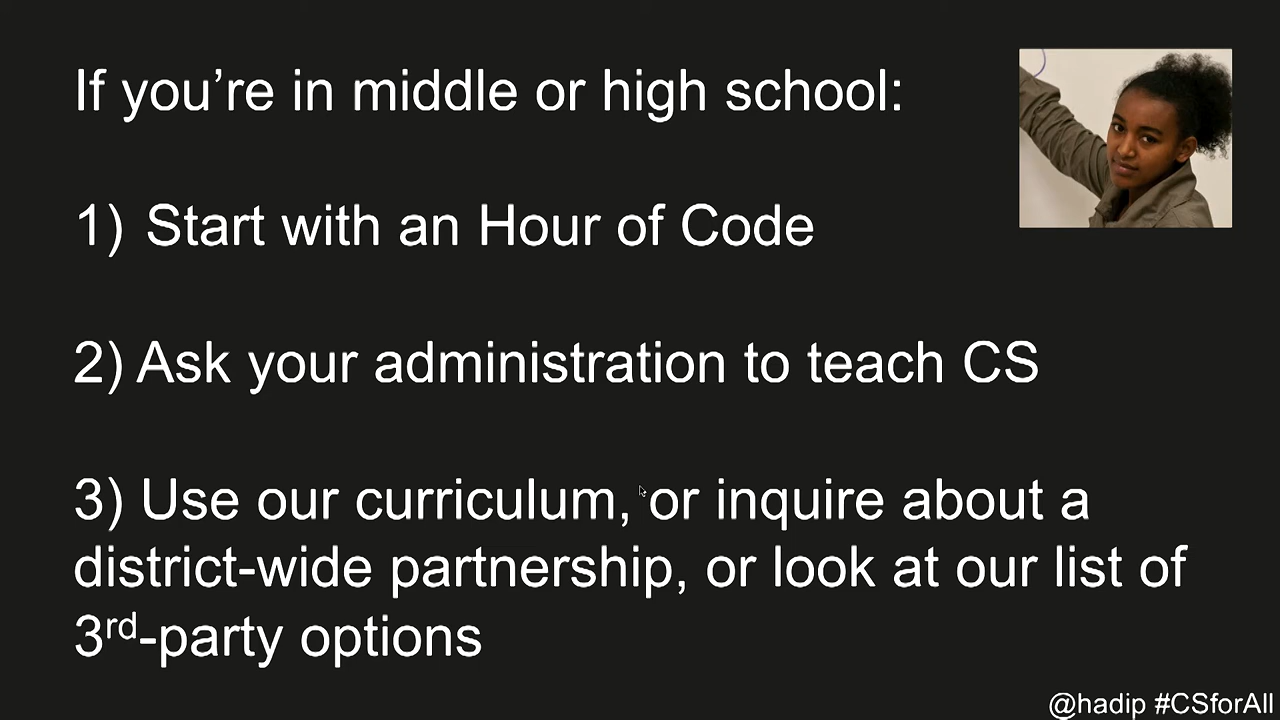 If you’re in middle or high school:
1) Start with an Hour of Code
2) Ask your administration to teach CS
3) Use our curriculum, or inquire about a
district-wide partnership, or look at our list of
3rd-party options
@hadip #CSforAll